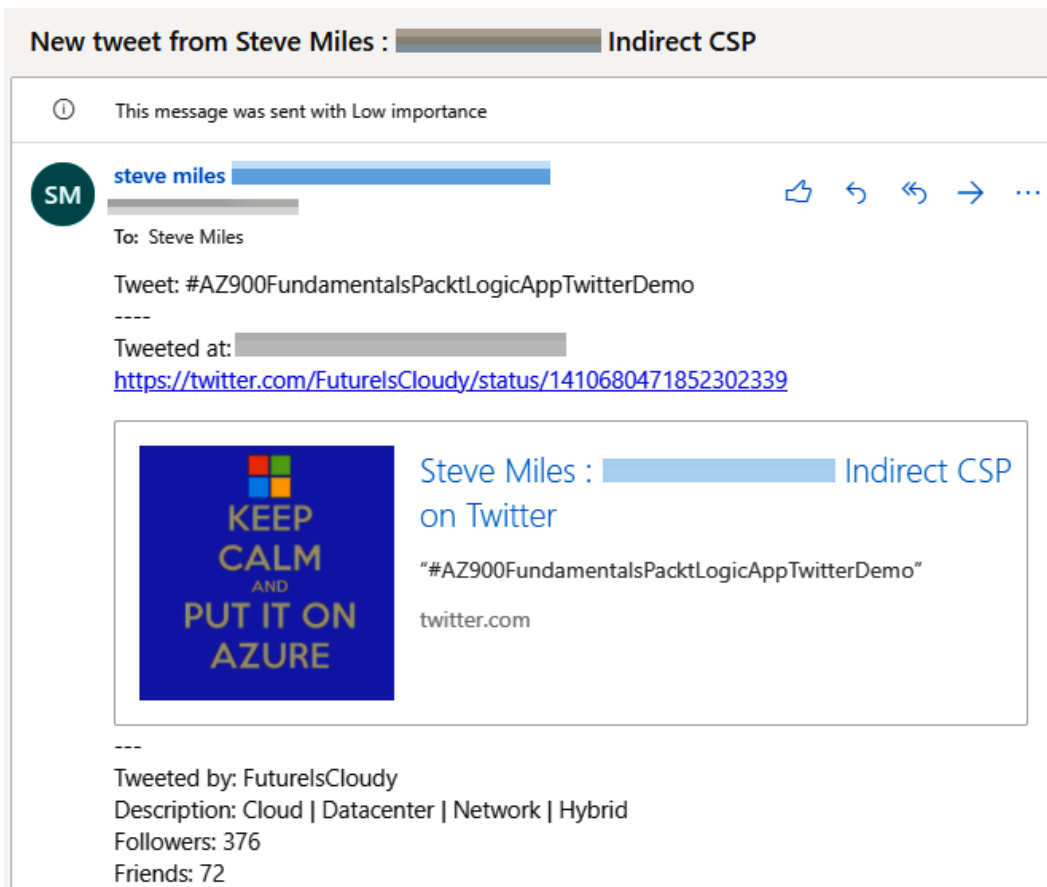 New tweet from Steve Miles : Indirect CSP
This message was sent with Low importance
SM
steve miles
To: Steve Miles
Tweet: #AZ900FundamentalsPacktLogicAppTwitterDemo
----
Tweeted at:
https://twitter.com/FutureIsCloudy/status/1410680471852302339
KEEP
CALM
AND
PUT IT ON
AZURE
Steve Miles : Indirect CSP
on Twitter
“#AZ900FundamentalsPacktLogicAppTwitterDemo”
twitter.com
---
Tweeted by: FutureIsCloudy
Description: Cloud | Datacenter | Network | Hybrid
Followers: 376
Friends: 72